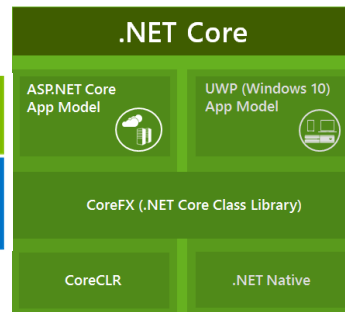 .NET Core
ASP.NET Core
App Model
UWP (Windows 10)
App Model
CoreFX (.NET Core Class Library)
CoreCLR
.NET Native